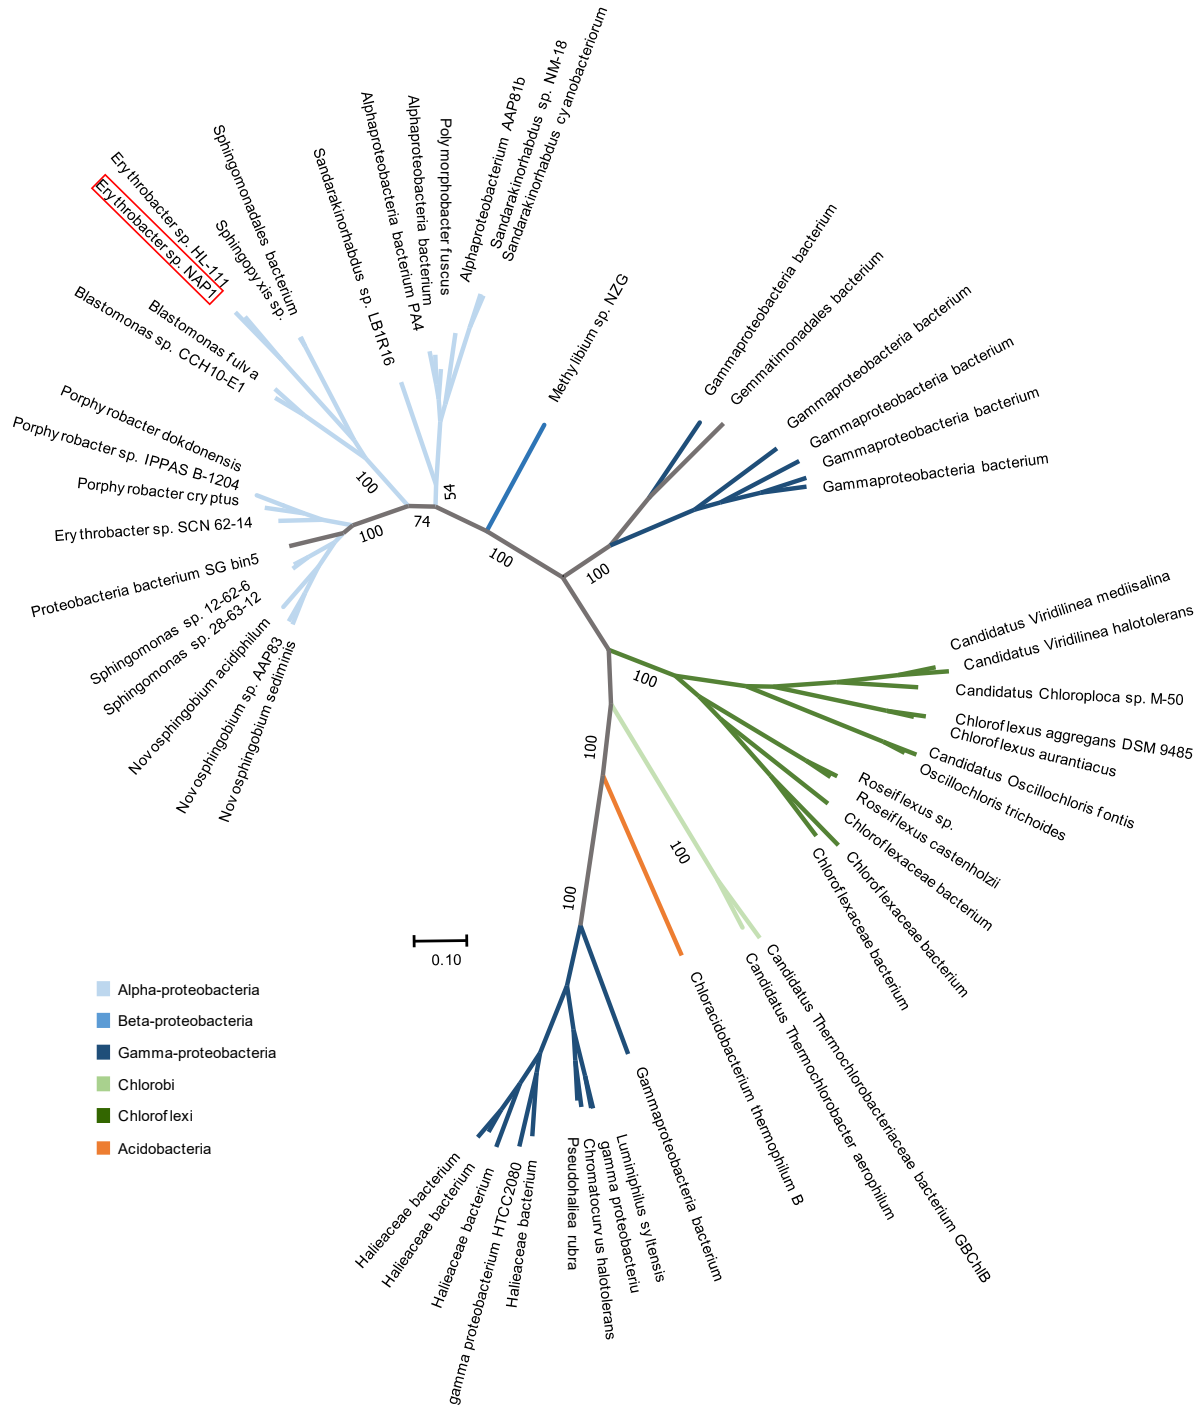 Sandarakinorhabdus cyanobacteriorum
Sandarakinorhabdus sp. NM-18
Alphaproteobacterium AAP81b
Polymorphobacter fuscus
Alphaproteobacteria bacterium
Alphaproteobacteria bacterium PA4
Sandarakinorhabdus sp. LB1R16
Sphingomonadales bacterium
Sphingopyxis sp.
Erythrobacter sp. HL-111
Erythrobacter sp. NAP1
Blastomonas fulva
Blastomonas sp. CCH10-E1
Porphyrobacter dokdonensis
Porphyrobacter sp. IPPAS B-1204
Porphyrobacter cryptus
Erythrobacter sp. SCN 62-14
Proteobacteria bacterium SG bin5
Sphingomonas sp. 12-62-6
Sphingomonas sp. 28-63-12
Novosphingobium acidiphilum
Novosphingobium sp. AAP83
Novosphingobium sediminis
Methylibium sp. NZG
Gammaproteobacteria bacterium
Gemmatimonadales bacterium
Gammaproteobacteria bacterium
Gammaproteobacteria bacterium
Gammaproteobacteria bacterium
Gammaproteobacteria bacterium
100
54
74
100
100
100
100
100
100
100
Candidatus Viridilinea mediisalina
Candidatus Viridilinea halotolerans
Candidatus Chloroploca sp. M-50
Chloroflexus aggregans DSM 9485
Chloroflexus aurantiacus
Candidatus Oscillochloris fontis
Oscillochloris trichoides
Roseiflexus sp.
Roseiflexus castenholzii
Chloroflexaceae bacterium
Chloroflexaceae bacterium
Chloroflexaceae bacterium
Candidatus Thermochlorobacteriaceae bacterium GBChlB
Candidatus Thermochlorobacter aerophilum
Chloracidobacterium thermophilum B
Gammaproteobacteria bacterium
Luminiphilus syltensis
gamma proteobacteriu
Chromatocurvus halotolerans
Pseudohaliea rubra
Halieaceae bacterium
gamma proteobacterium HTCC2080
Halieaceae bacterium
Halieaceae bacterium
Halieaceae bacterium
0.10
Alpha-proteobacteria
Beta-proteobacteria
Gamma-proteobacteria
Chlorobi
Chloroflexi
Acidobacteria